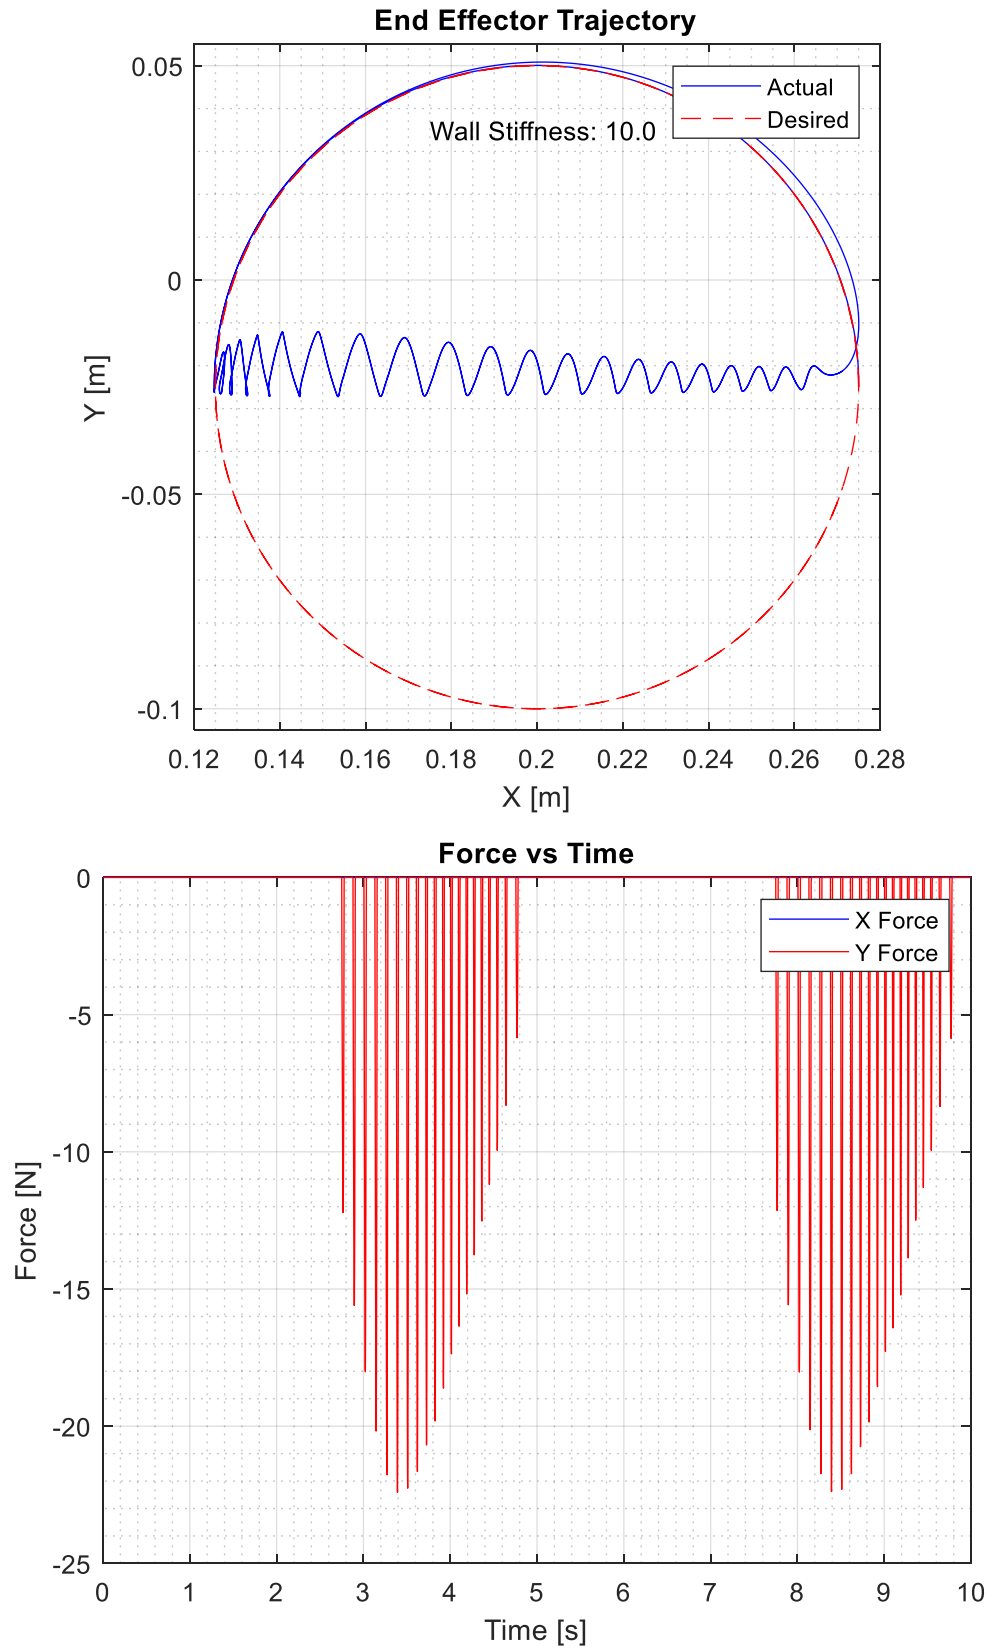 End Effector Trajectory
0.05
0
-0.05
-0.1
Y [m]
Actual
Desired
Wall Stiffness: 10.0
0.12 0.14 0.16 0.18 0.2 0.22 0.24 0.26 0.28
X [m]
Force vs Time
0
-5
-10
-15
-20
-25
Force [N]
X Force
Y Force
0 1 2 3 4 5 6 7 8 9 10
Time [s]